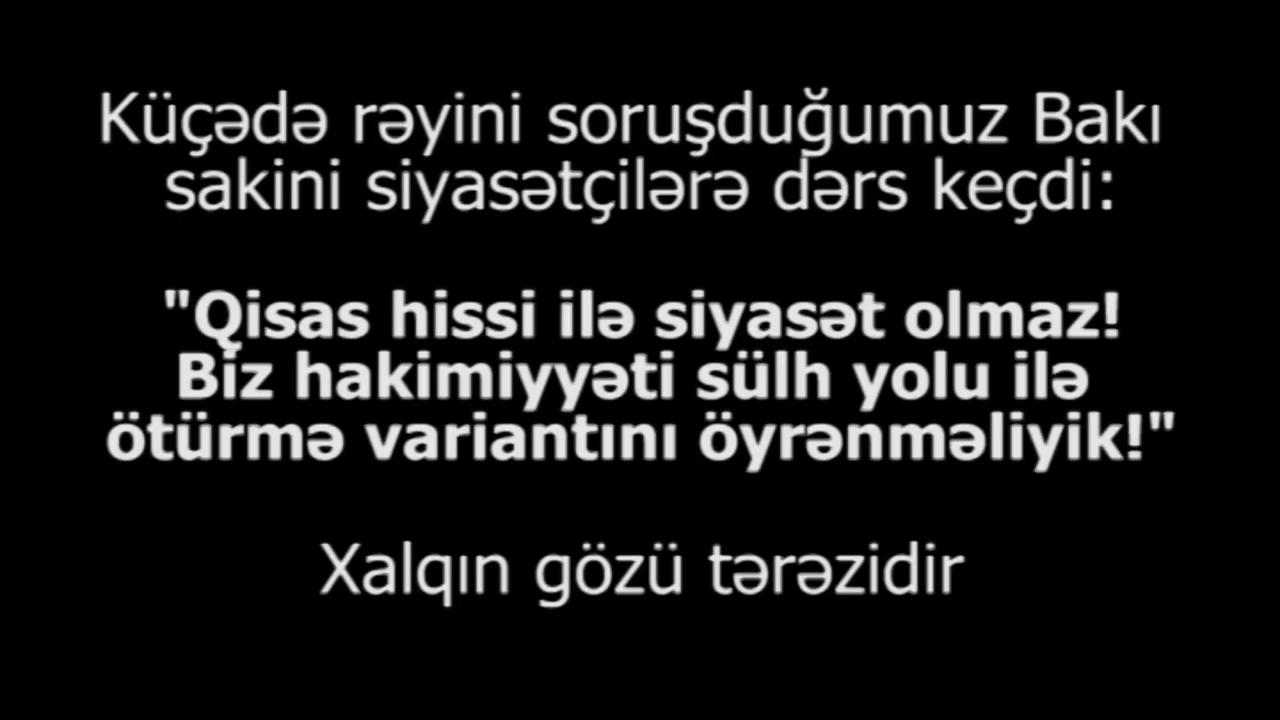 Küçədə rəyini soruşduğumuz Bakı
sakini siyasətçilərə dərs keçdi:
"Qisas hissi ilə siyasət olmaz!
Biz hakimiyyəti sülh yolu ilə
ötürmə variantını öyrənməliyik!"
Xalqın gözü tərəzidir